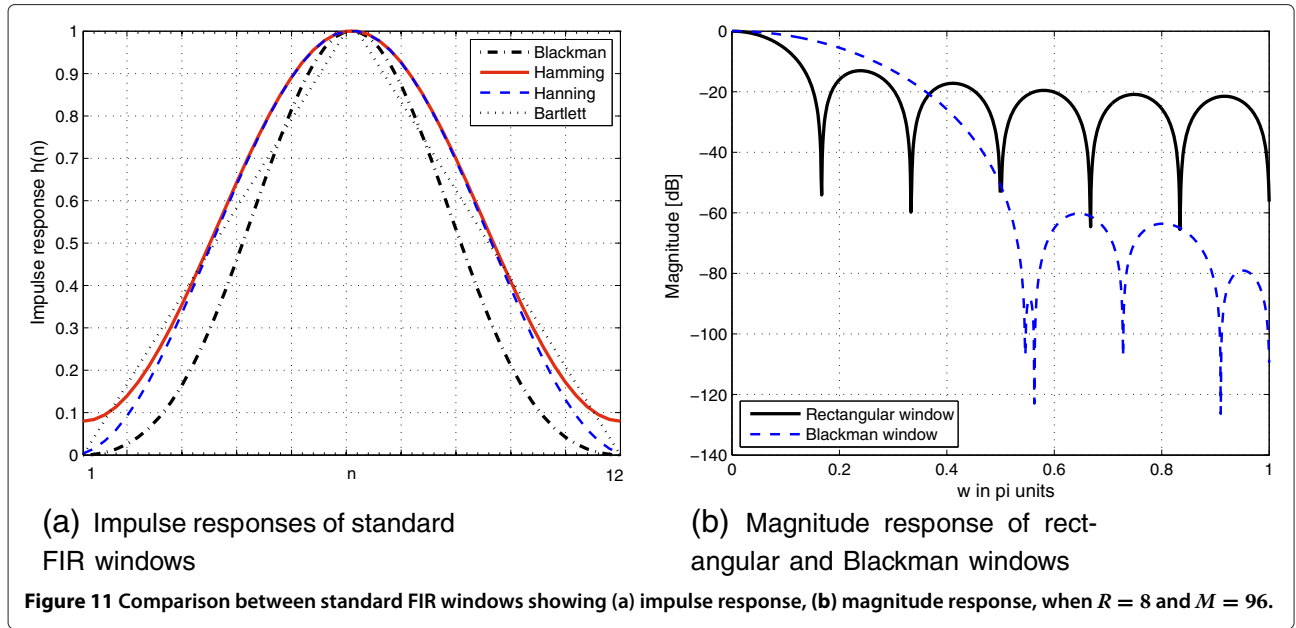 1
0.9
0.8
0.7
0.6
0.5
0.4
0.3
0.2
0.1
0
Impulse response h(n)
Blackman
Hamming
Hanning
Bartlett
1
n
12
(a) Impulse responses of standard
FIR windows
0
−20
−40
−60
−80
−100
−120
−140
Magnitude [dB]
Rectangular window
Blackman window
0
0.2
0.4
0.6
0.8
1
w in pi units
(b) Magnitude response of rect-
angular and Blackman windows
Figure 11 Comparison between standard FIR windows showing (a) impulse response, (b) magnitude response, when R = 8 and M = 96.